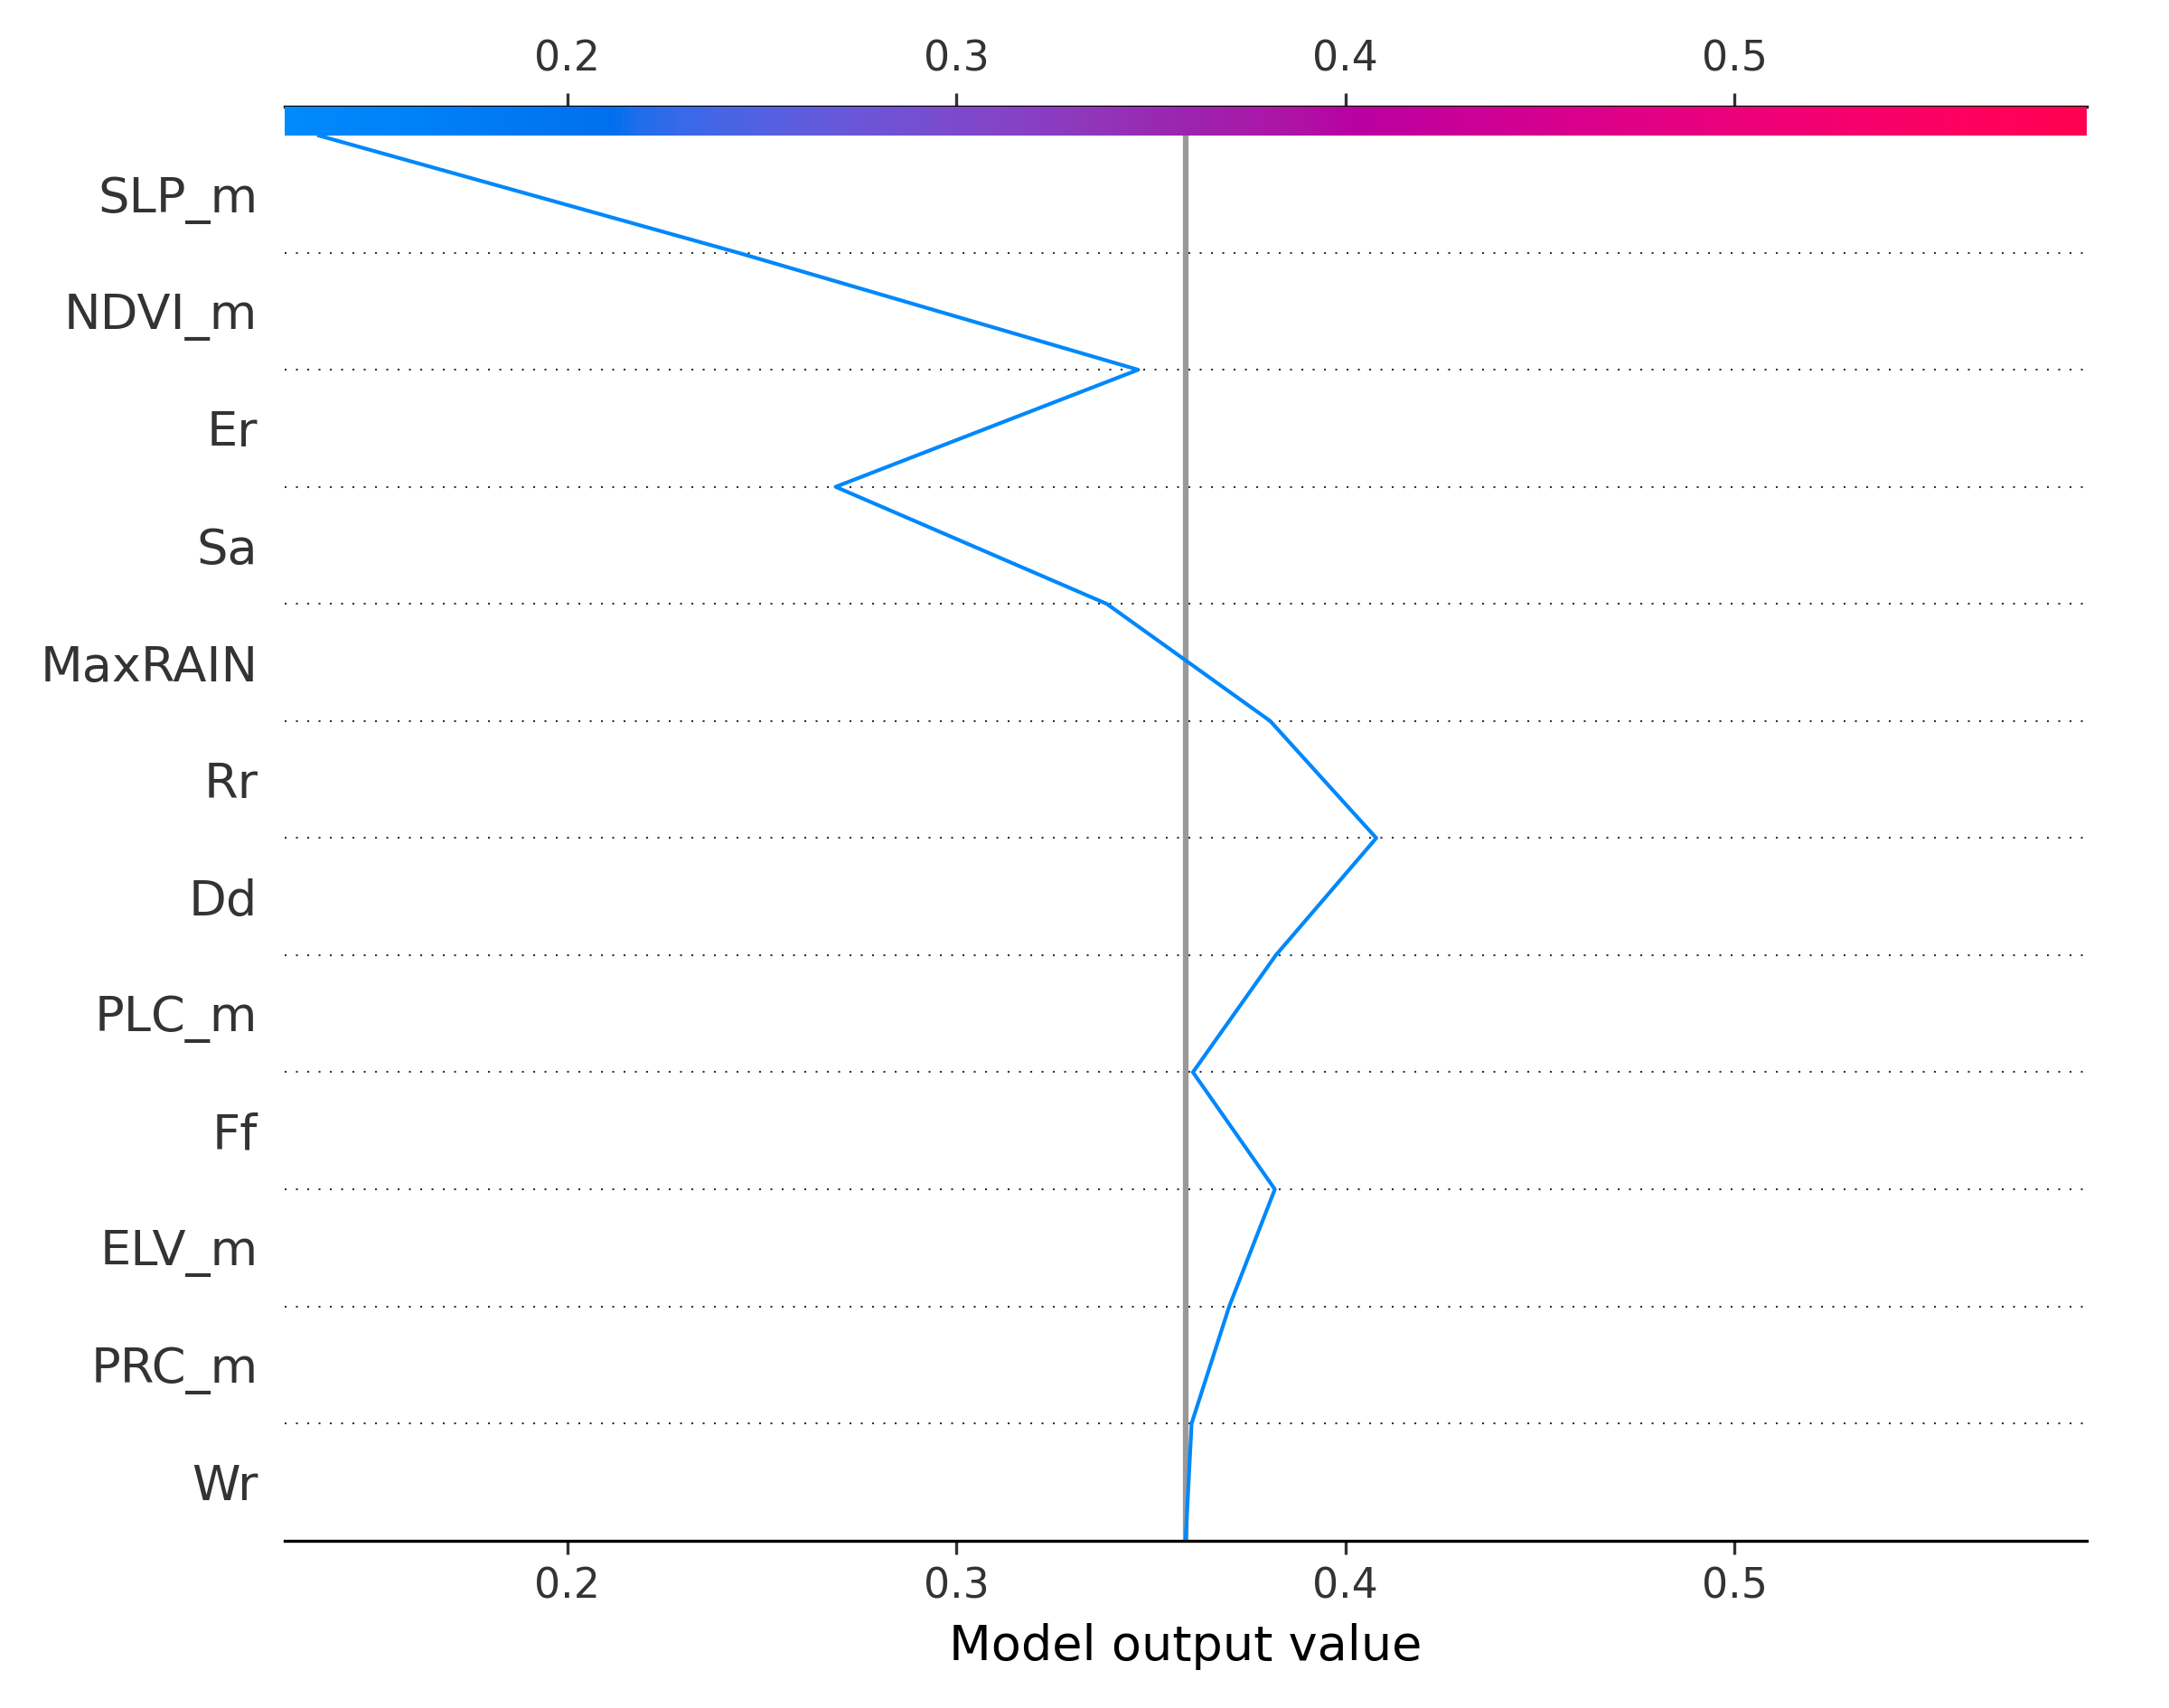 0.2 0.3 0.4 0.5
SLP_m
NDVI_m
Er
Sa
MaxRAIN
Rr
Dd
PLC_m
Ff
ELV_m
PRC_m
Wr
0.2 0.3 0.4 0.5
Model output value